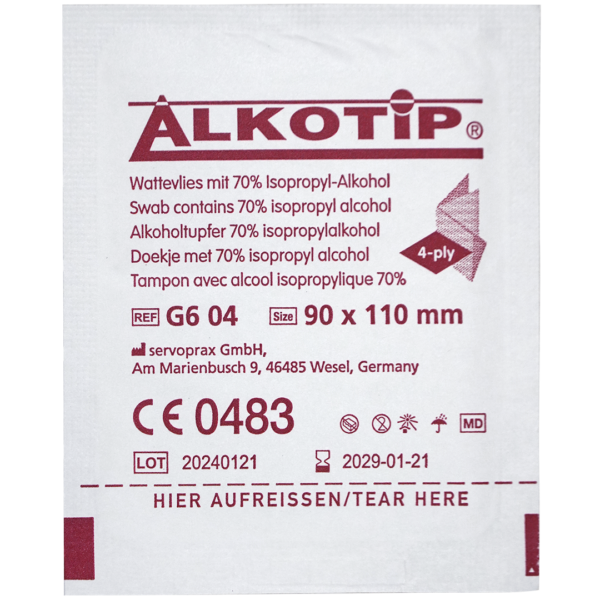 ALKOTIP®
Wattevlies mit 70% Isopropyl-Alkohol
Swab contains 70% isopropyl alcohol
Alkoholtupfer 70% isopropylalkohol
Doekje met 70% isopropyl alcohol
Tampon avec alcool isopropylique 70%
4-ply
REF G6 04 Size 90 x 110 mm
servoprax GmbH,
Am Marienbusch 9, 46485 Wesel, Germany
CE 0483
2 MD
LOT 20240121 2029-01-21
HIER AUFREISSEN/TEAR HERE